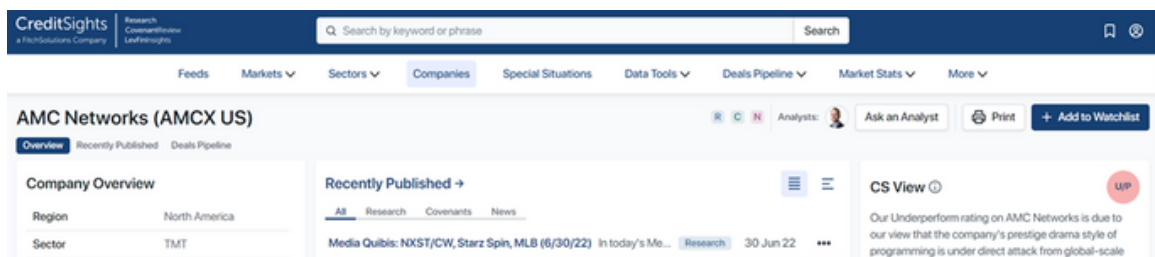 CreditSights
a FitchSolutions Company
Research
CovenantReview
LevFinInsights
Search by keyword or phrase
Search
Feeds
Markets
Sectors
Companies
Special Situations
Data Tools
Deals Pipeline
Market Stats
More
AMC Networks (AMCX US)
R C N
Analysts:
Ask an Analyst
Print
+ Add to Watchlist
Overview
Recently Published
Deals Pipeline
Company Overview
Region North America
Sector TMT
Recently Published →
All Research Covenants News
Media Quibis: NXST/CW, Starz Spin, MLB (6/30/22) In today's Me... Research 30 Jun 22 •••
CS View
U/P
Our Underperform rating on AMC Networks is due to
our view that the company's prestige drama style of
programming is under direct attack from global-scale